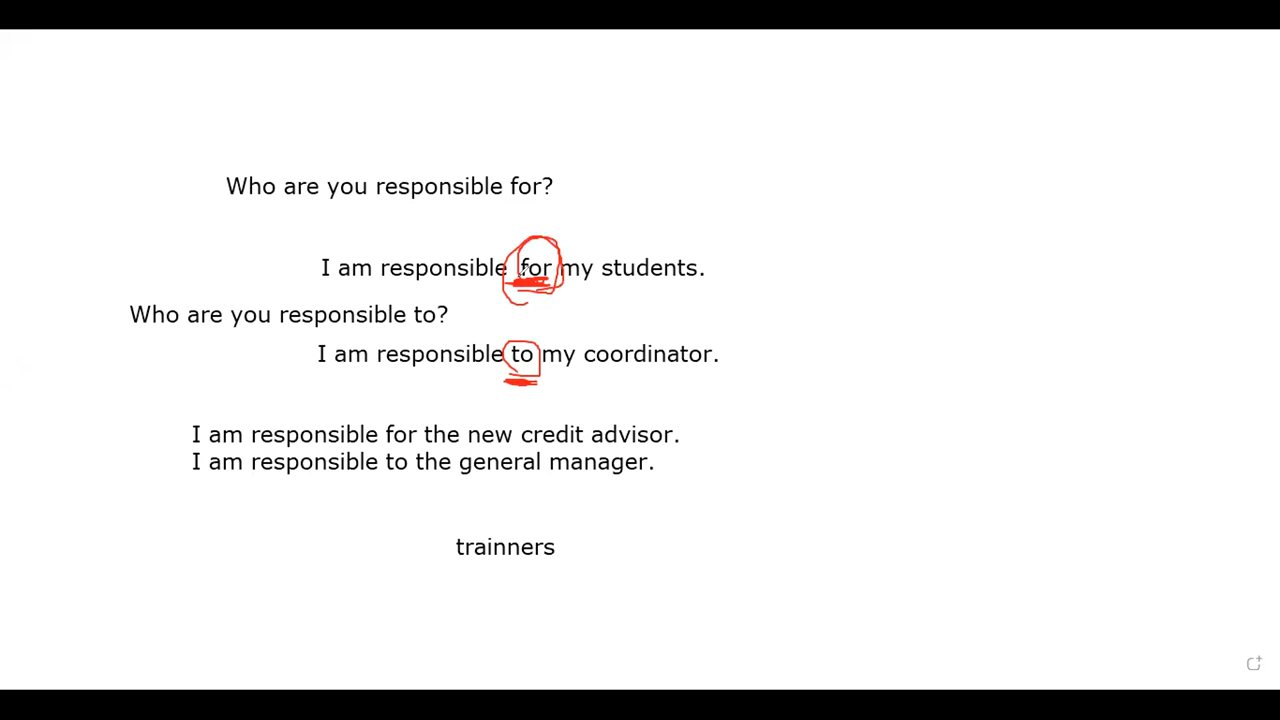 Who are you responsible for?
I am responsible for my students.
Who are you responsible to?
I am responsible to my coordinator.
I am responsible for the new credit advisor.
I am responsible to the general manager.
trainners